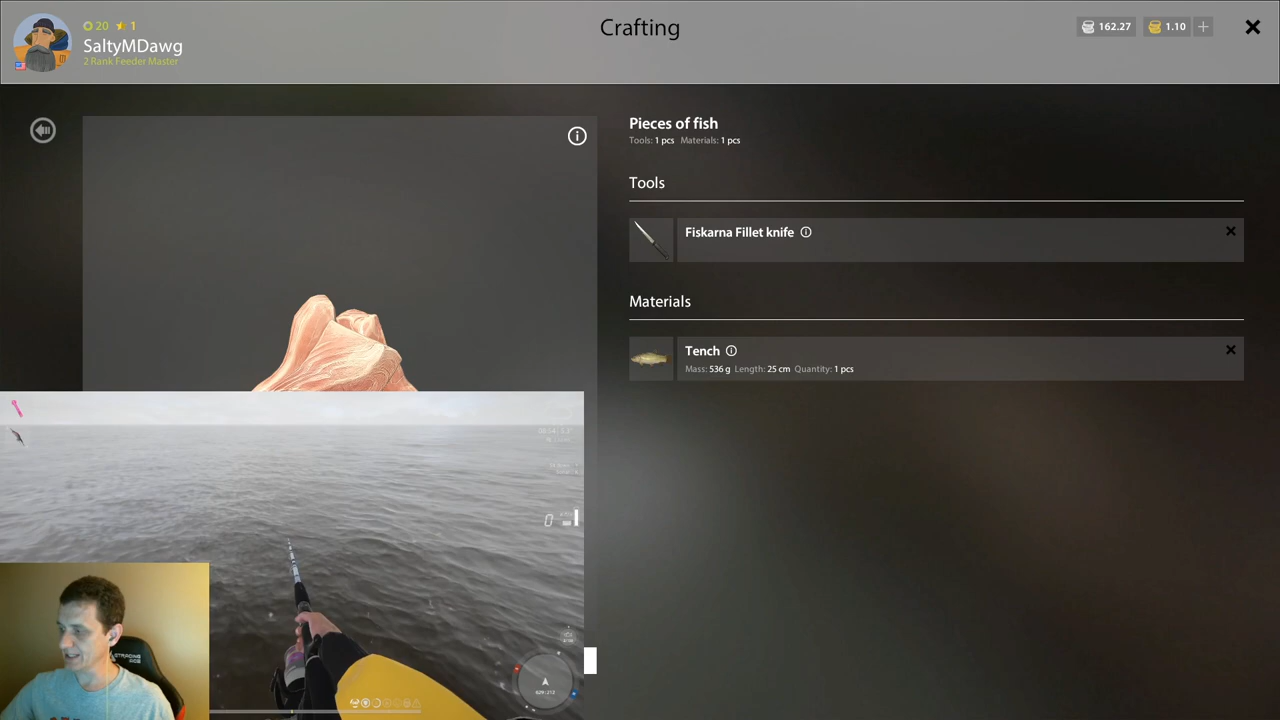 20 1
SaltyMDawg
2 Rank Feeder Master
Crafting
162.27 1.10
Pieces of fish
Tools: 1 pcs Materials: 1 pcs
Tools
Fiskarna Fillet knife
Materials
Tench
Mass: 536 g Length: 25 cm Quantity: 1 pcs
0